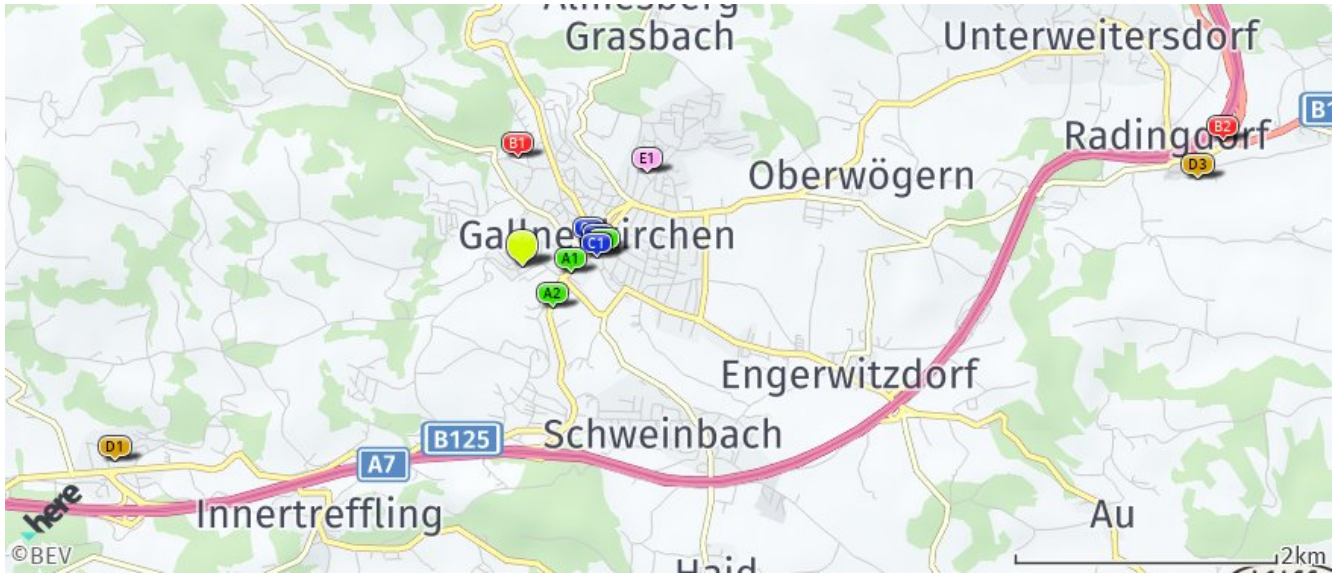 Grasbach
Unterweitersdorf
B1
B2
Radingdorf
B1
E1
D3
Oberwögern
Gallneukirchen
C1
A1
A2
Engerwitzdorf
B125
Schweinbach
D1
A7
here
Innertreffling
Au
©BEV
2km